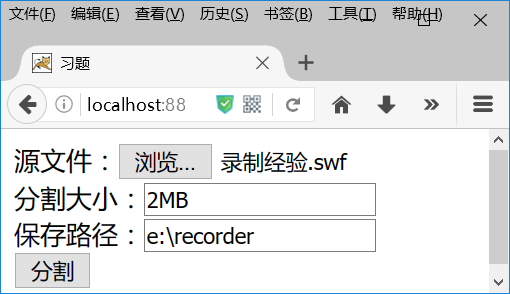 文件(F) 编辑(E) 查看(V) 历史(S) 书签(B) 工具(T) 帮助(H)
习题
localhost:88
源文件：浏览... 录制经验.swf
分割大小：2MB
保存路径：e:\recorder
分割